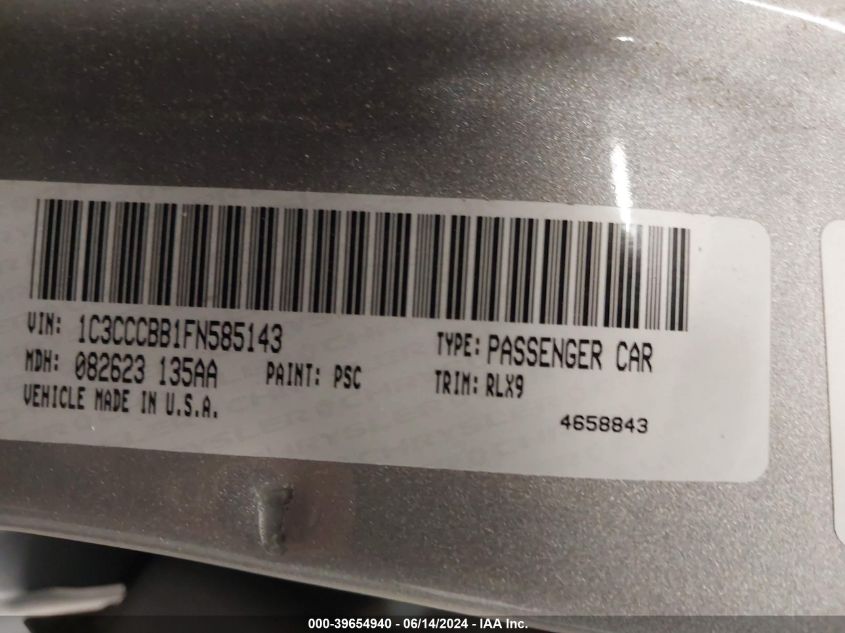 VIN: 1C3CCCBB1FN585143
TYPE: PASSENGER CAR
MDH: 082623 135AA
PAINT: PSC
TRIM: RLX9
VEHICLE MADE IN U.S.A.
4658843
000-39654940 - 06/14/2024 - IAA Inc.